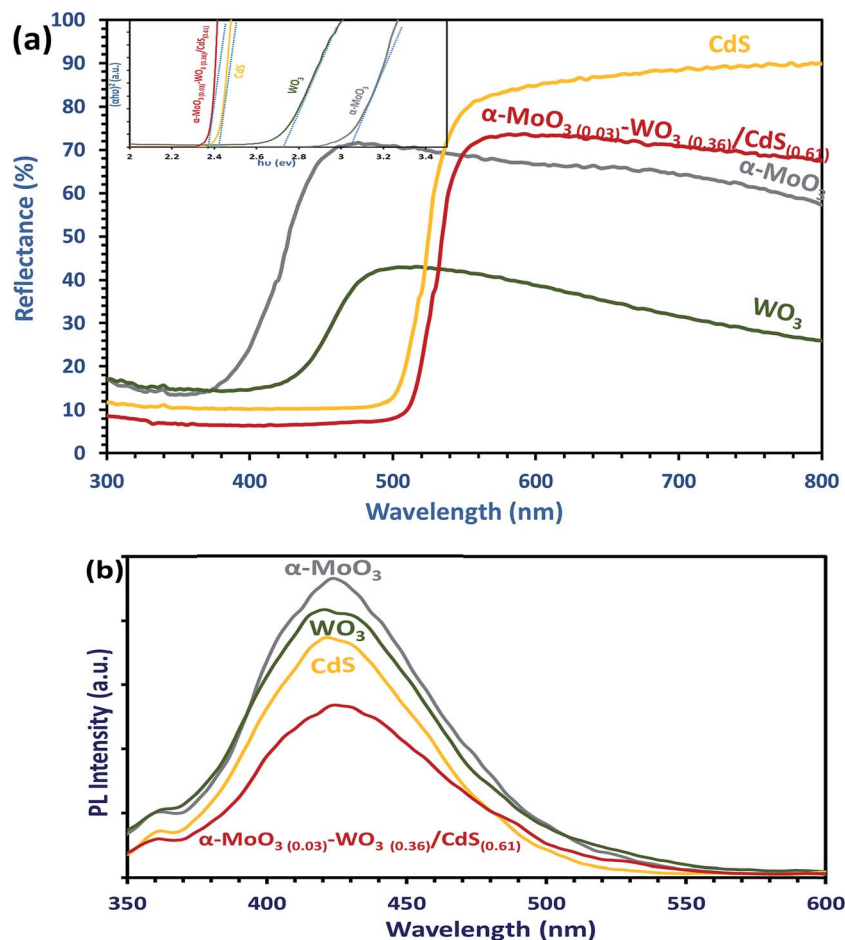 (a)
100
90
80
70
60
50
40
30
20
10
0
Reflectance (%)
300
400
500
600
700
800
Wavelength (nm)
CdS
α-MoO₃ (0.03)-WO₃ (0.36)/CdS(0.61)
α-MoO₃
WO₃
(αhυ)² (a.u.)
α-MoO₃(0.03)-WO₃(0.36)/CdS(0.61)
CdS
WO₃
α-MoO₃
2
2.2
2.4
2.6
2.8
3
3.2
3.4
hυ (ev)
(b)
α-MoO₃
WO₃
CdS
α-MoO₃ (0.03)-WO₃ (0.36)/CdS(0.61)
PL Intensity (a.u.)
350
400
450
500
550
600
Wavelength (nm)